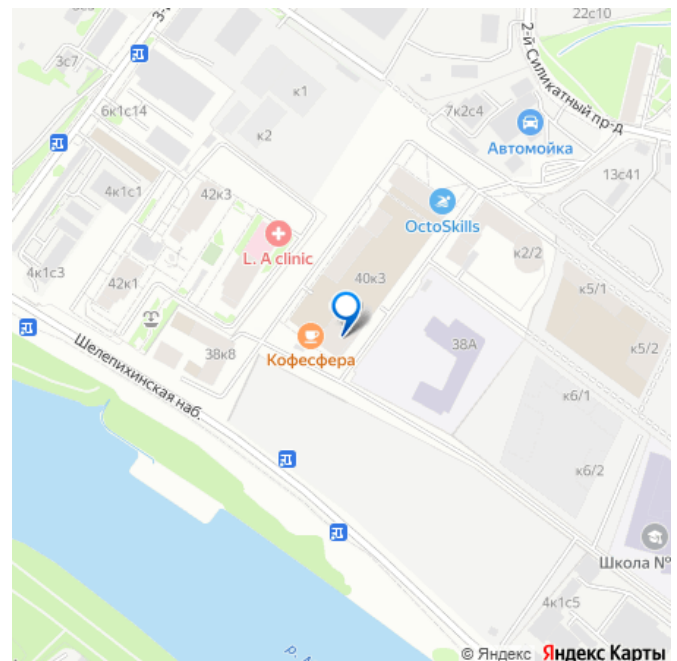 22с10
3с7
2-й Силикатный пр-д
к1
6к1с14
7к2с4
к2
Автомойка
13с41
4к1с1
42к3
OctoSkills
L. A clinic
к2/2
4к1с3
42к1
40к3
к5/1
38к8
Кофесфера
38А
к5/2
Шелепихинская наб.
к6/1
к6/2
Школа №
4к1с5
© Яндекс Яндекс Карты